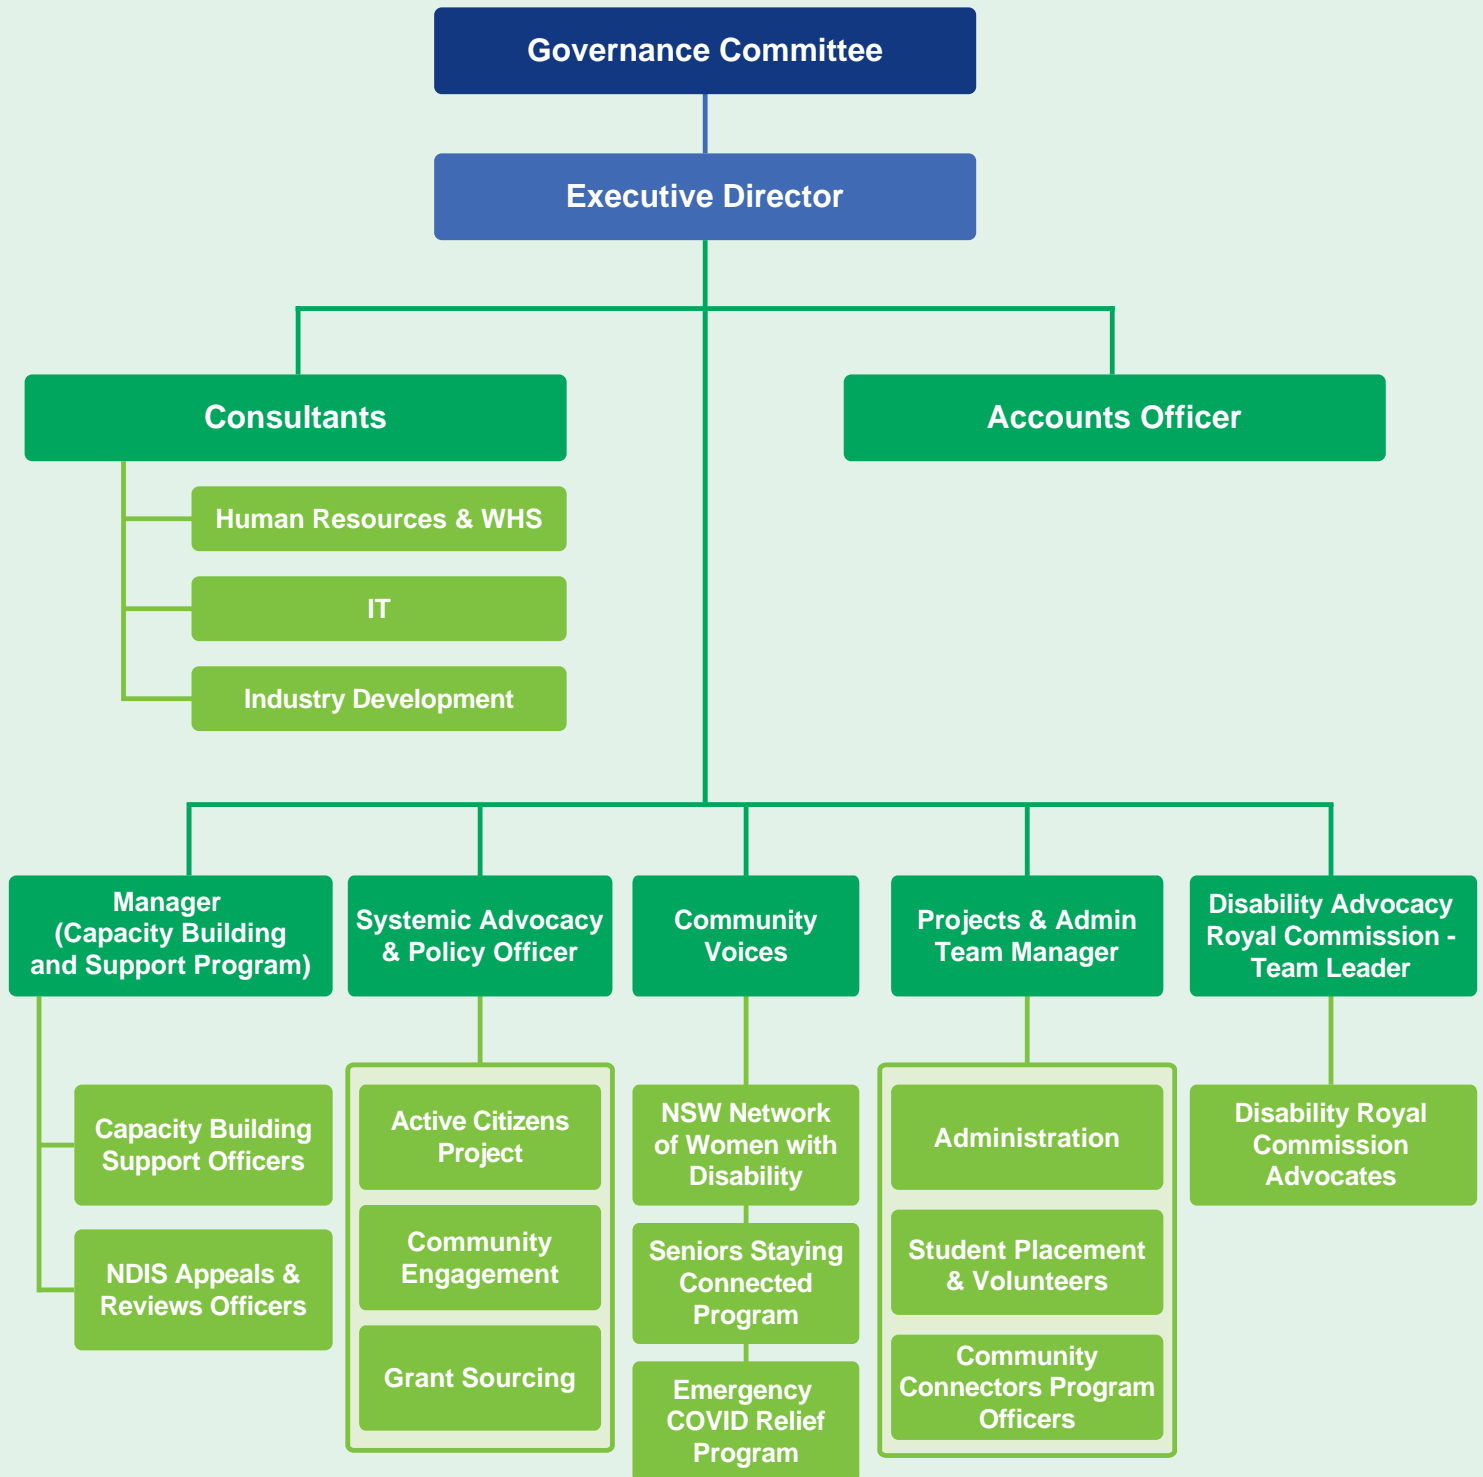 Governance Committee
Executive Director
Consultants
Accounts Officer
Human Resources & WHS
IT
Industry Development
Manager
(Capacity Building
and Support Program)
Systemic Advocacy
& Policy Officer
Community
Voices
Projects & Admin
Team Manager
Disability Advocacy
Royal Commission -
Team Leader
Capacity Building
Support Officers
NDIS Appeals &
Reviews Officers
Active Citizens
Project
Community
Engagement
Grant Sourcing
NSW Network
of Women with
Disability
Seniors Staying
Connected
Program
Emergency
COVID Relief
Program
Administration
Student Placement
& Volunteers
Community
Connectors Program
Officers
Disability Royal
Commission
Advocates